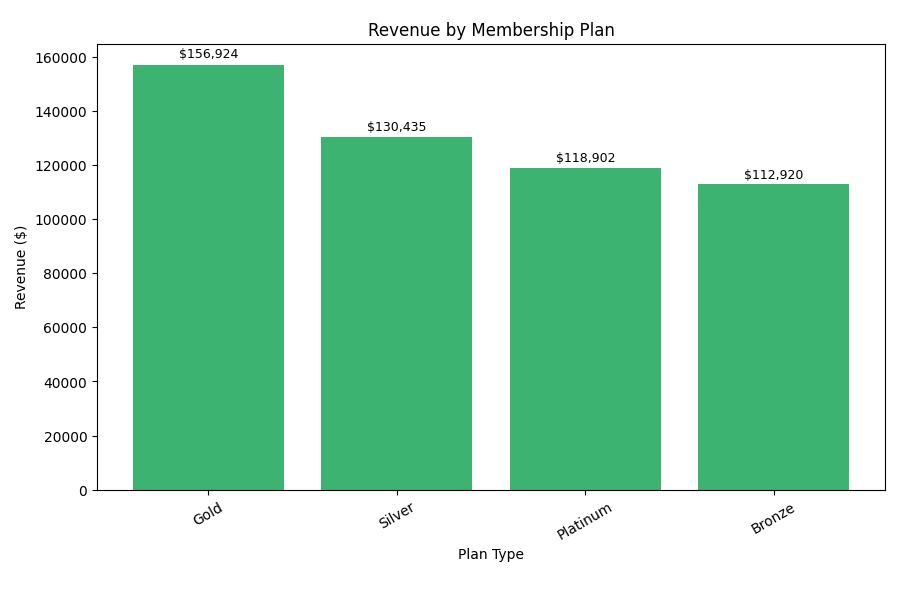 Revenue by Membership Plan
$156,924
$130,435
$118,902
$112,920
160000
140000
120000
100000
80000
60000
40000
20000
0
Revenue ($)
Gold
Silver
Platinum
Bronze
Plan Type